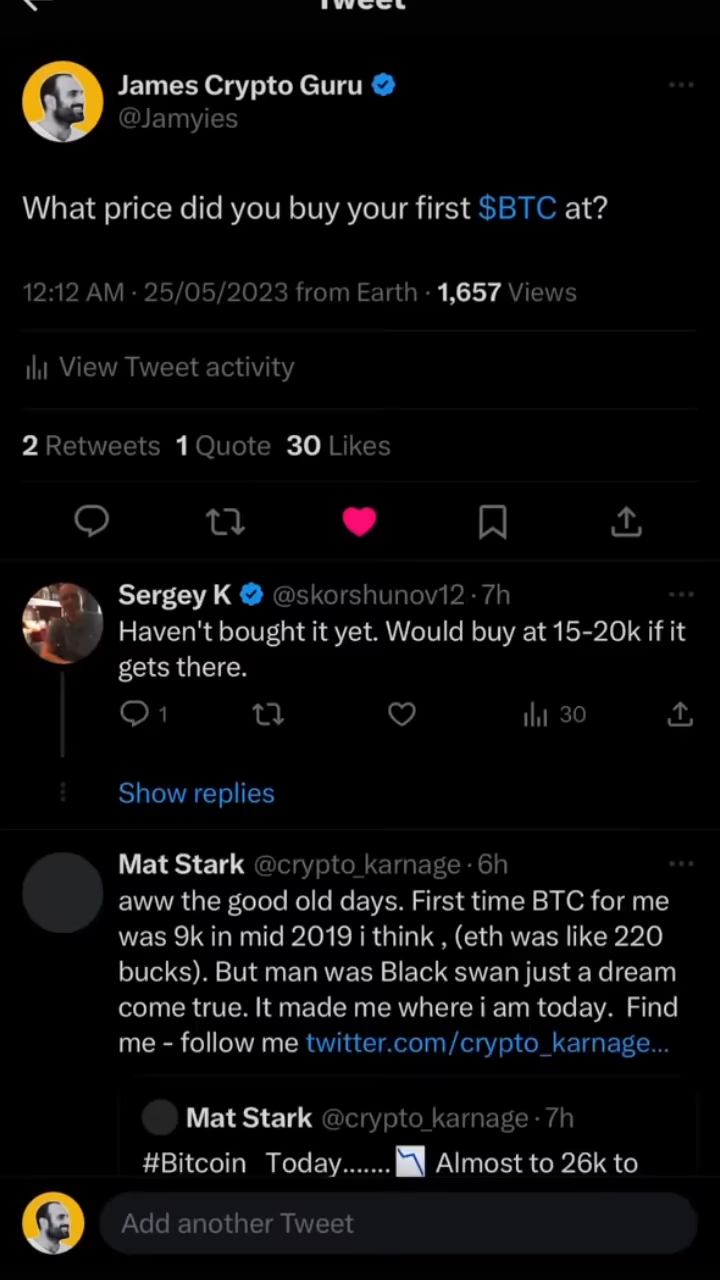 Tweet
James Crypto Guru
@Jamyies
What price did you buy your first $BTC at?
12:12 AM · 25/05/2023 from Earth · 1,657 Views
View Tweet activity
2 Retweets 1 Quote 30 Likes
Sergey K @skorshunov12 · 7h
Haven't bought it yet. Would buy at 15-20k if it
gets there.
1 30
Show replies
Mat Stark @crypto_karnage · 6h
aww the good old days. First time BTC for me
was 9k in mid 2019 i think , (eth was like 220
bucks). But man was Black swan just a dream
come true. It made me where i am today. Find
me - follow me twitter.com/crypto_karnage...
Mat Stark @crypto_karnage · 7h
#Bitcoin Today....... Almost to 26k to
Add another Tweet